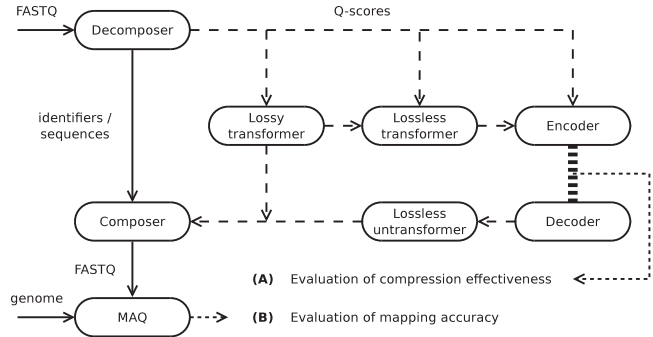 FASTQ
Decomposer
Q-scores
identifiers /
sequences
Lossy
transformer
Lossless
transformer
Encoder
Composer
Lossless
untransformer
Decoder
FASTQ
(A) Evaluation of compression effectiveness
genome
MAQ
(B) Evaluation of mapping accuracy